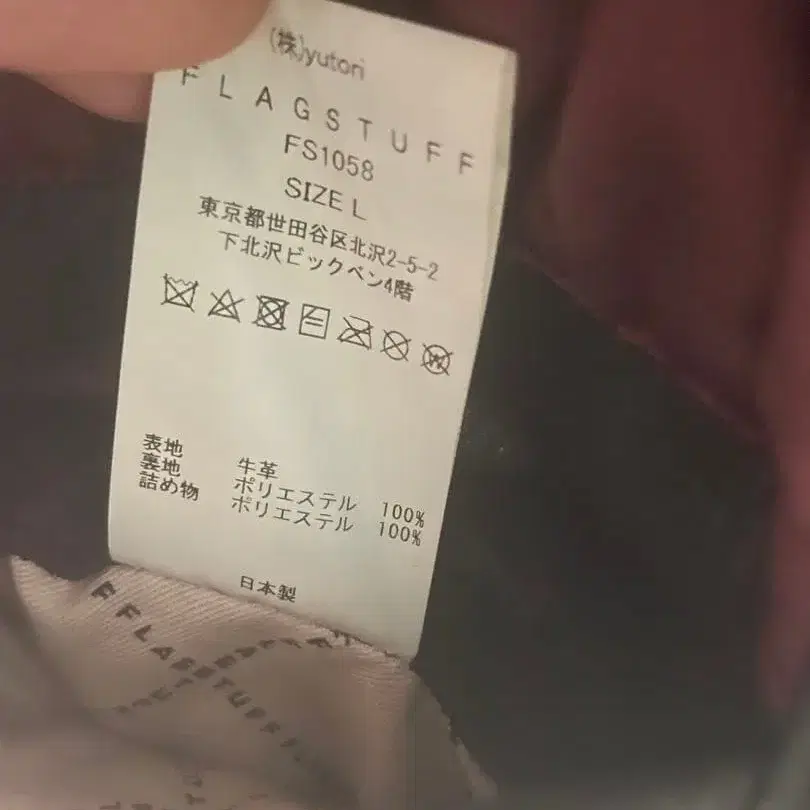 (株)yutori
FLAGSTUFF
FS1058
SIZE L
東京都世田谷区北沢2-5-2
下北沢ビックベン4階
W
表地 牛革
裏地 ポリエステル 100%
詰め物 ポリエステル 100%
日本製
FFLAGSTUFF